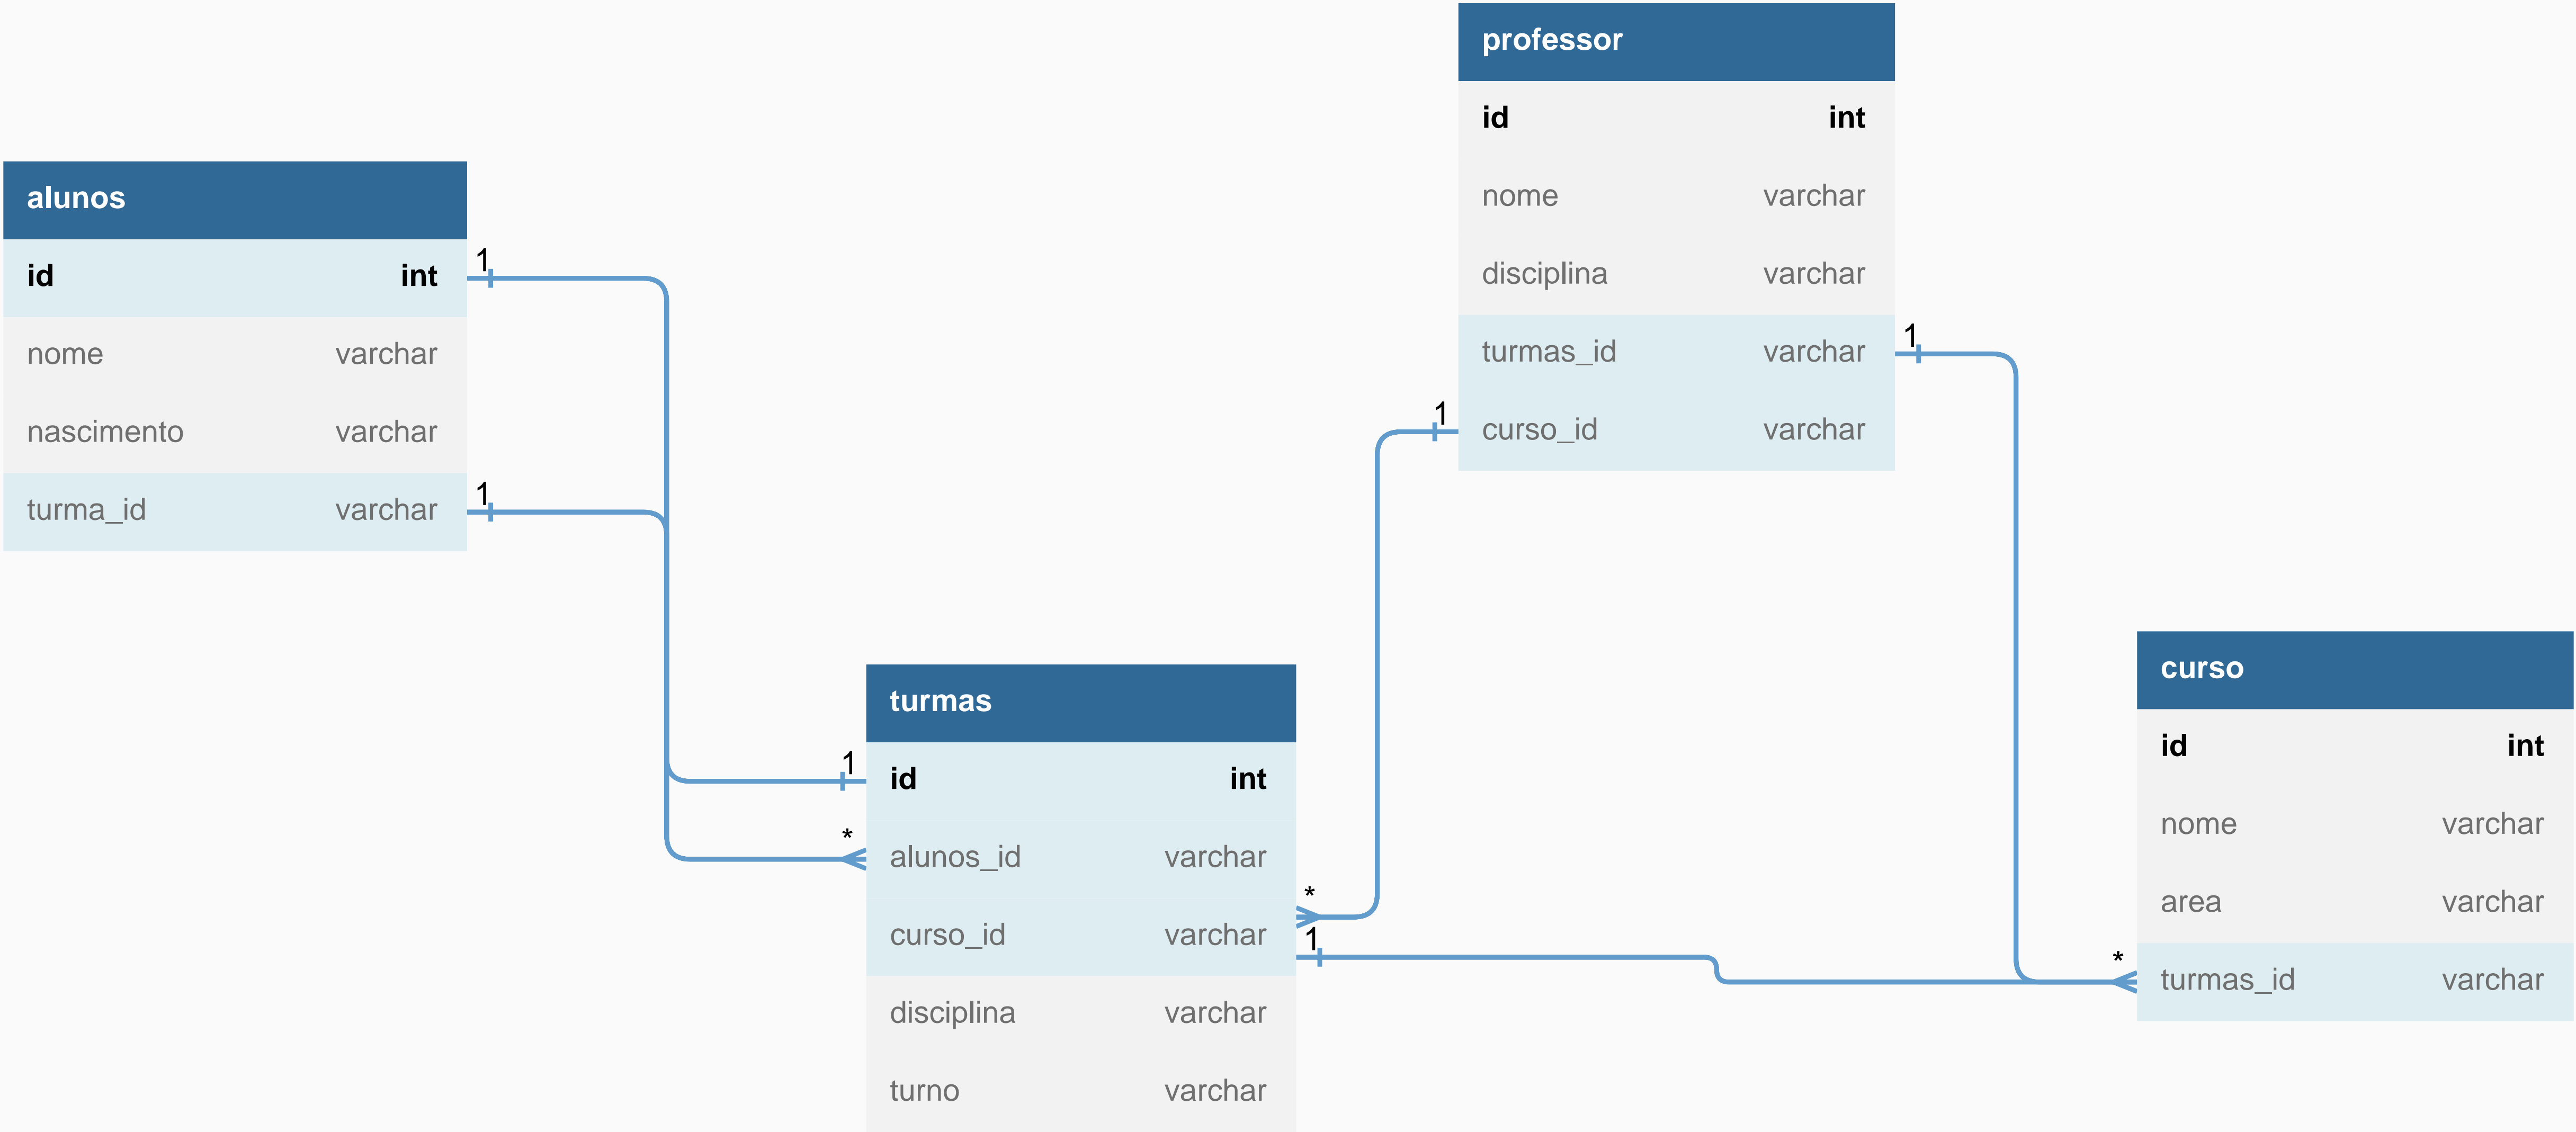 professor
id int
nome varchar
disciplina varchar
turmas_id varchar
curso_id varchar
1
1
alunos
id int
nome varchar
nascimento varchar
turma_id varchar
1
1
turmas
id int
alunos_id varchar
curso_id varchar
disciplina varchar
turno varchar
1
*
*
1
curso
id int
nome varchar
area varchar
turmas_id varchar
*